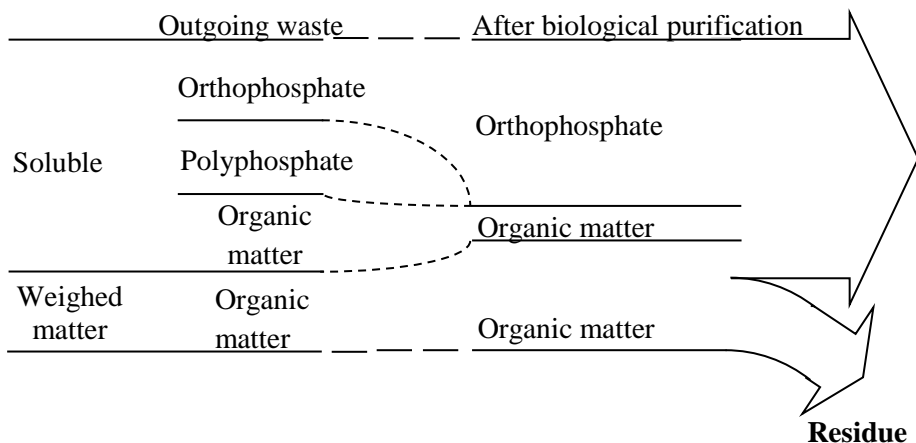 Outgoing waste
After biological purification
Orthophosphate
Orthophosphate
Soluble
Polyphosphate
Organic
matter
Organic matter
Weighed
matter
Organic
matter
Organic matter
Residue